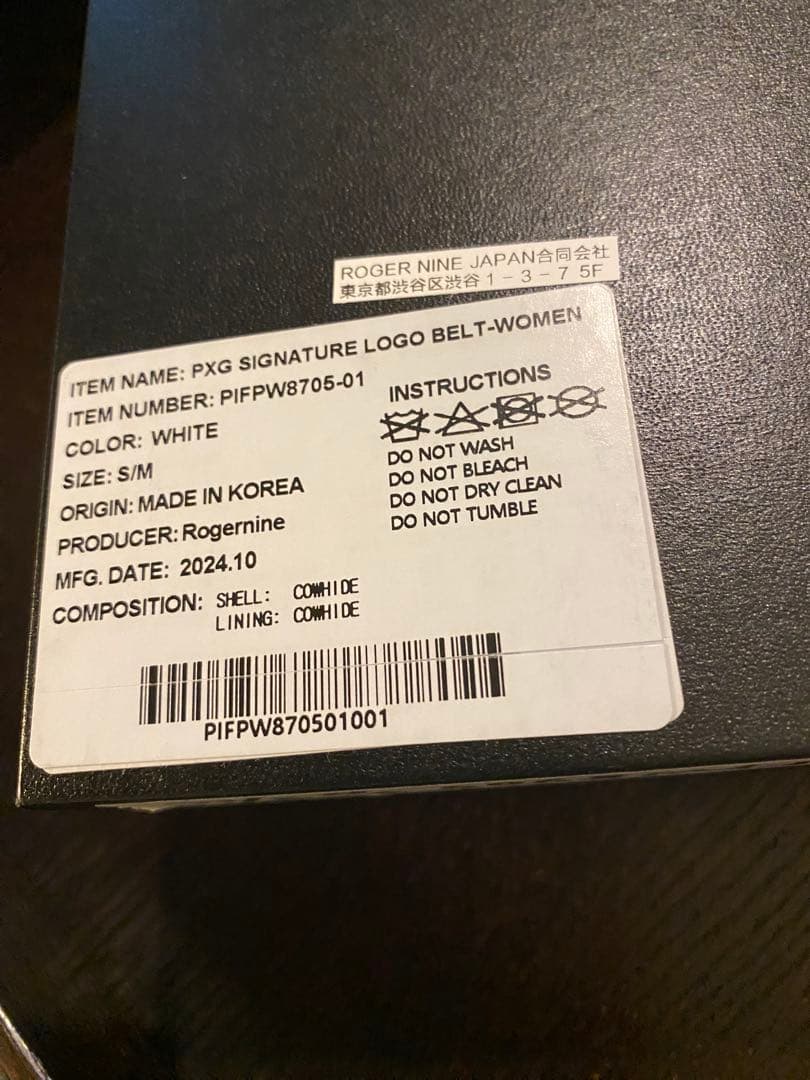 ROGER NINE JAPAN合同会社
東京都渋谷区渋谷1-3-7 5F
ITEM NAME: PXG SIGNATURE LOGO BELT-WOMEN
ITEM NUMBER: PIFPW8705-01
COLOR: WHITE
SIZE: S/M
ORIGIN: MADE IN KOREA
PRODUCER: Rogernine
MFG. DATE: 2024.10
COMPOSITION: SHELL: COWHIDE
LINING: COWHIDE
INSTRUCTIONS
DO NOT WASH
DO NOT BLEACH
DO NOT DRY CLEAN
DO NOT TUMBLE
PIFPW870501001